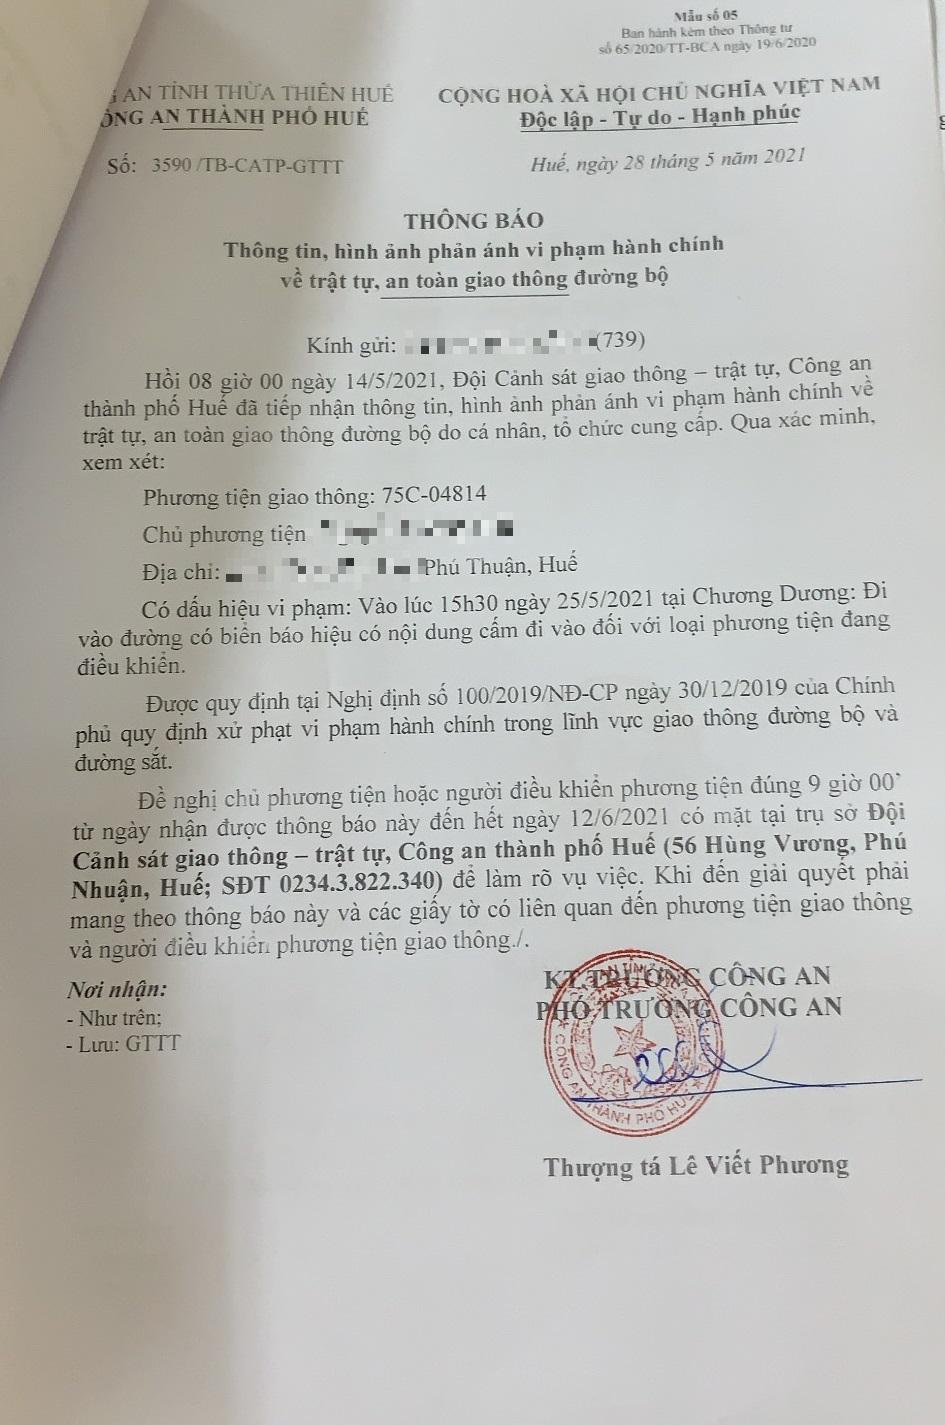 Mẫu số 05
Ban hành kèm theo Thông tư
số 65/2020/TT-BCA ngày 19/6/2020
AN TỈNH THỪA THIÊN HUẾ
ÔNG AN THÀNH PHỐ HUẾ
CỘNG HOÀ XÃ HỘI CHỦ NGHĨA VIỆT NAM
Độc lập - Tự do - Hạnh phúc
Số: 3590 /TB-CATP-GTTT
Huế, ngày 28 tháng 5 năm 2021
THÔNG BÁO
Thông tin, hình ảnh phản ánh vi phạm hành chính
về trật tự, an toàn giao thông đường bộ
Kính gửi: (739)
Hồi 08 giờ 00 ngày 14/5/2021, Đội Cảnh sát giao thông – trật tự, Công an
thành phố Huế đã tiếp nhận thông tin, hình ảnh phản ánh vi phạm hành chính về
trật tự, an toàn giao thông đường bộ do cá nhân, tổ chức cung cấp. Qua xác minh,
xem xét:
Phương tiện giao thông: 75C-04814
Chủ phương tiện
Địa chỉ: Phú Thuận, Huế
Có dấu hiệu vi phạm: Vào lúc 15h30 ngày 25/5/2021 tại Chương Dương: Đi
vào đường có biển báo hiệu có nội dung cấm đi vào đối với loại phương tiện đang
điều khiển.
Được quy định tại Nghị định số 100/2019/NĐ-CP ngày 30/12/2019 của Chính
phủ quy định xử phạt vi phạm hành chính trong lĩnh vực giao thông đường bộ và
đường sắt.
Đề nghị chủ phương tiện hoặc người điều khiển phương tiện đúng 9 giờ 00’
từ ngày nhận được thông báo này đến hết ngày 12/6/2021 có mặt tại trụ sở Đội
Cảnh sát giao thông – trật tự, Công an thành phố Huế (56 Hùng Vương, Phú
Nhuận, Huế; SĐT 0234.3.822.340) để làm rõ vụ việc. Khi đến giải quyết phải
mang theo thông báo này và các giấy tờ có liên quan đến phương tiện giao thông
và người điều khiển phương tiện giao thông./.
Nơi nhận:
- Như trên;
- Lưu: GTTT
KT.TRƯỞNG CÔNG AN
PHÓ TRƯỞNG CÔNG AN
CÔNG AN THÀNH PHỐ HUẾ
Thượng tá Lê Viết Phương